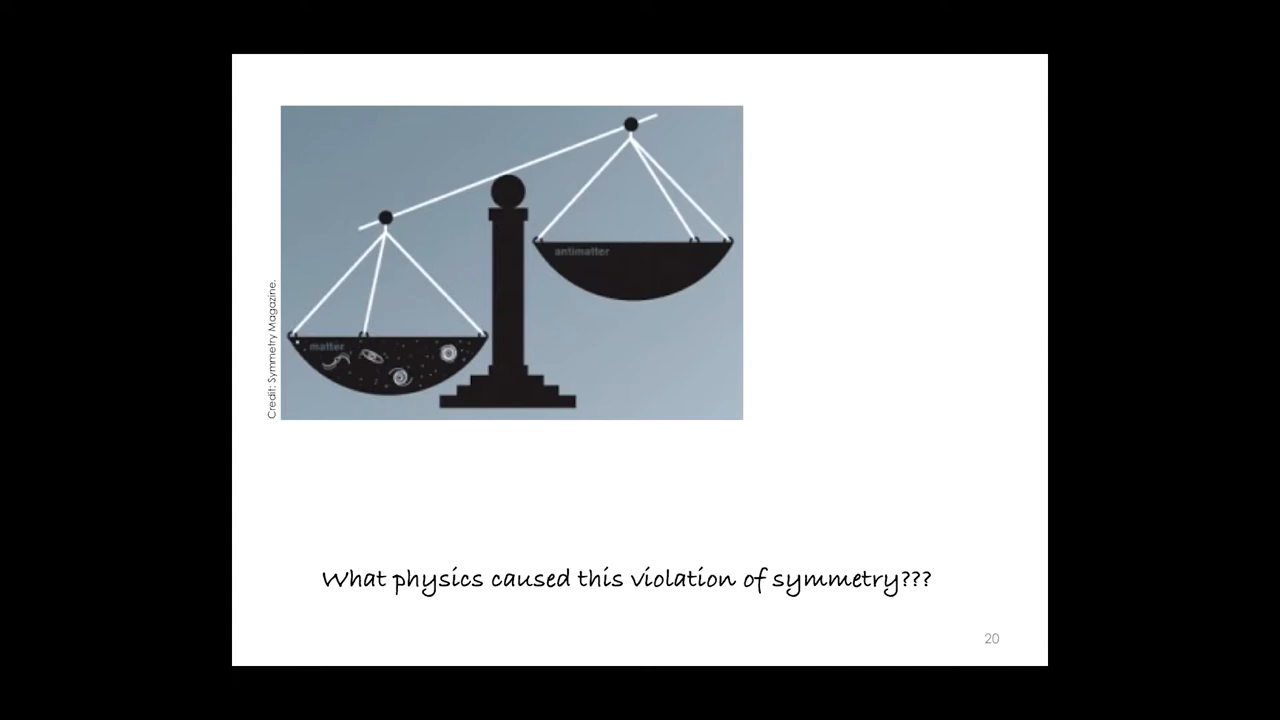 antimatter
matter
Credit: Symmetry Magazine.
What physics caused this violation of symmetry???
20